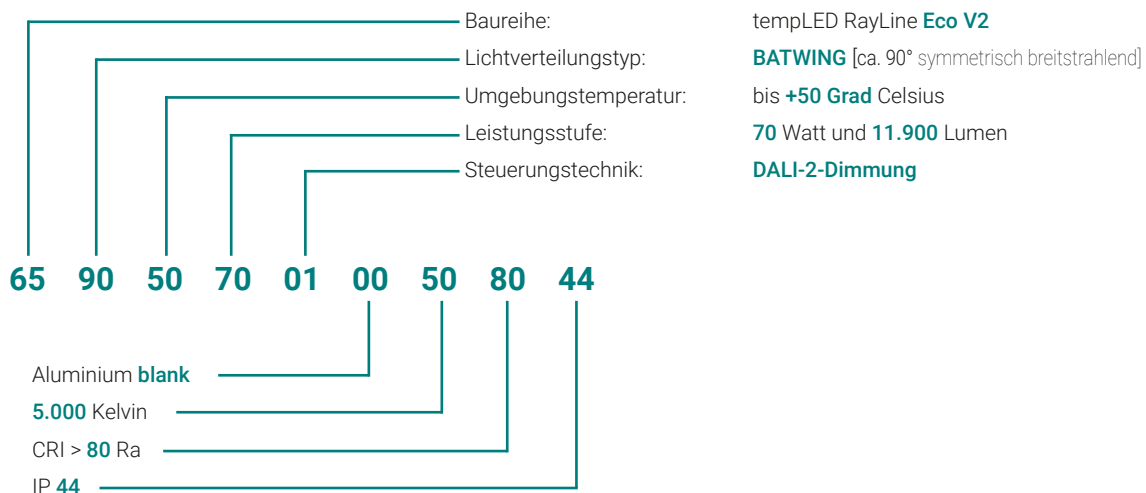 Baureihe: tempLED RayLine Eco V2
Lichtverteilungstyp: BATWING [ca. 90° symmetrisch breitstrahlend]
Umgebungstemperatur: bis +50 Grad Celsius
Leistungsstufe: 70 Watt und 11.900 Lumen
Steuerungstechnik: DALI-2-Dimmung
65 90 50 70 01 00 50 80 44
Aluminium blank
5.000 Kelvin
CRI > 80 Ra
IP 44